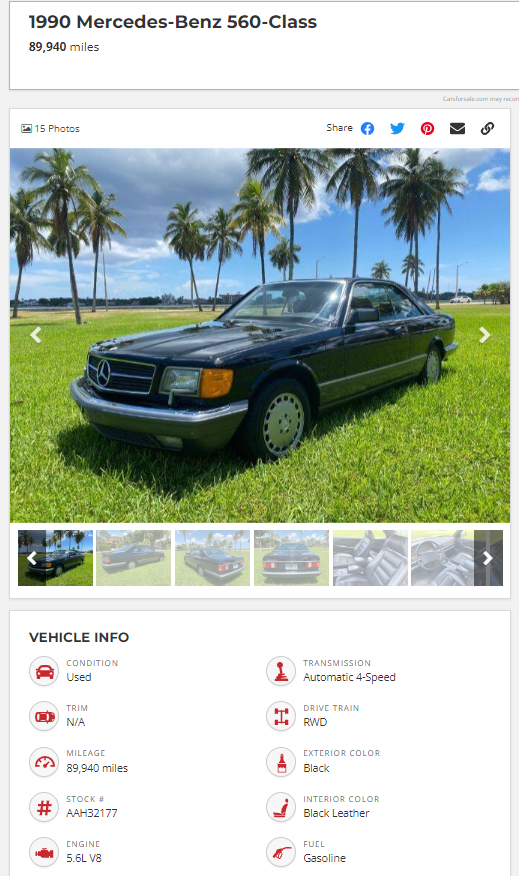 1990 Mercedes-Benz 560-Class
89,940 miles
Carsforsale.com may recor
15 Photos
Share
VEHICLE INFO
CONDITION
Used
TRANSMISSION
Automatic 4-Speed
TRIM
N/A
DRIVE TRAIN
RWD
MILEAGE
89,940 miles
EXTERIOR COLOR
Black
STOCK #
AAH32177
INTERIOR COLOR
Black Leather
ENGINE
5.6L V8
FUEL
Gasoline